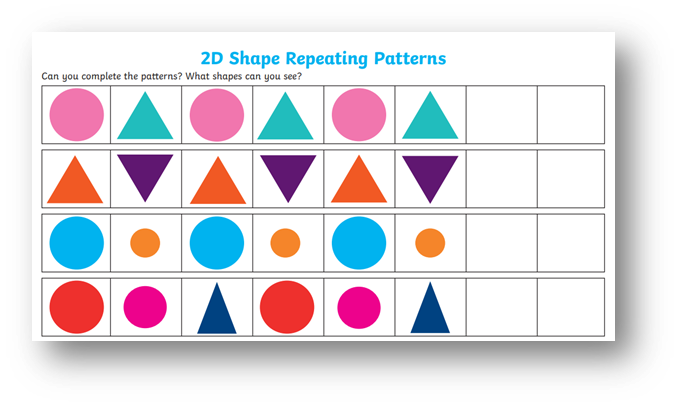 2D Shape Repeating Patterns
Can you complete the patterns? What shapes can you see?